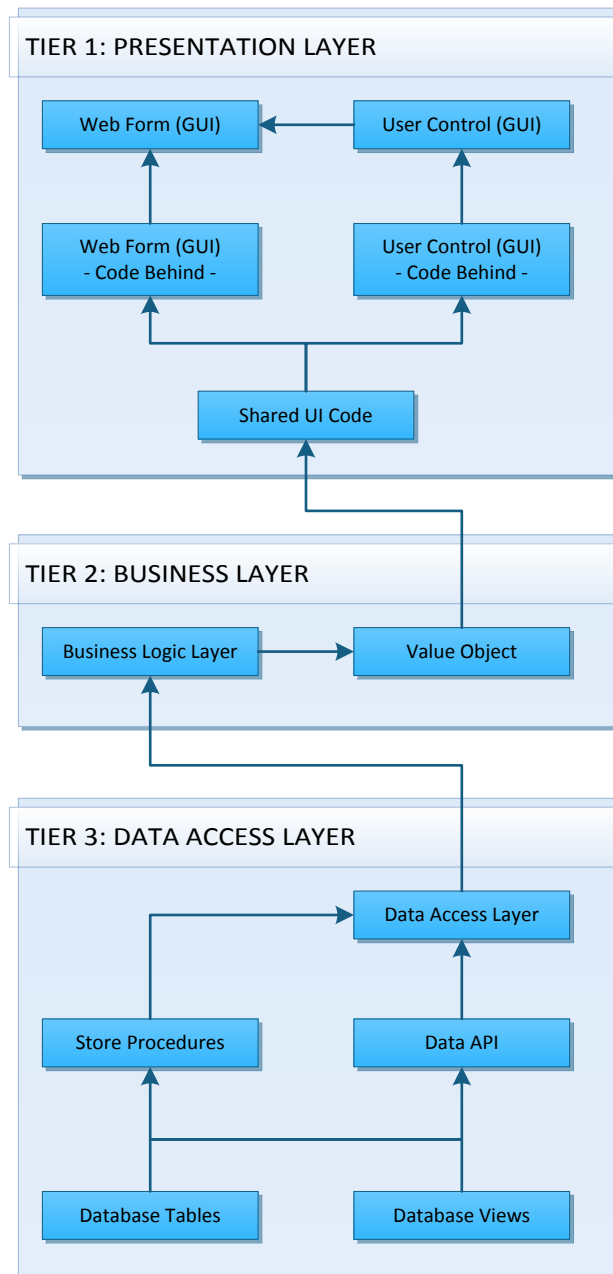 TIER 1: PRESENTATION LAYER
Web Form (GUI)
User Control (GUI)
Web Form (GUI)
- Code Behind -
User Control (GUI)
- Code Behind -
Shared UI Code
TIER 2: BUSINESS LAYER
Business Logic Layer
Value Object
TIER 3: DATA ACCESS LAYER
Data Access Layer
Store Procedures
Data API
Database Tables
Database Views